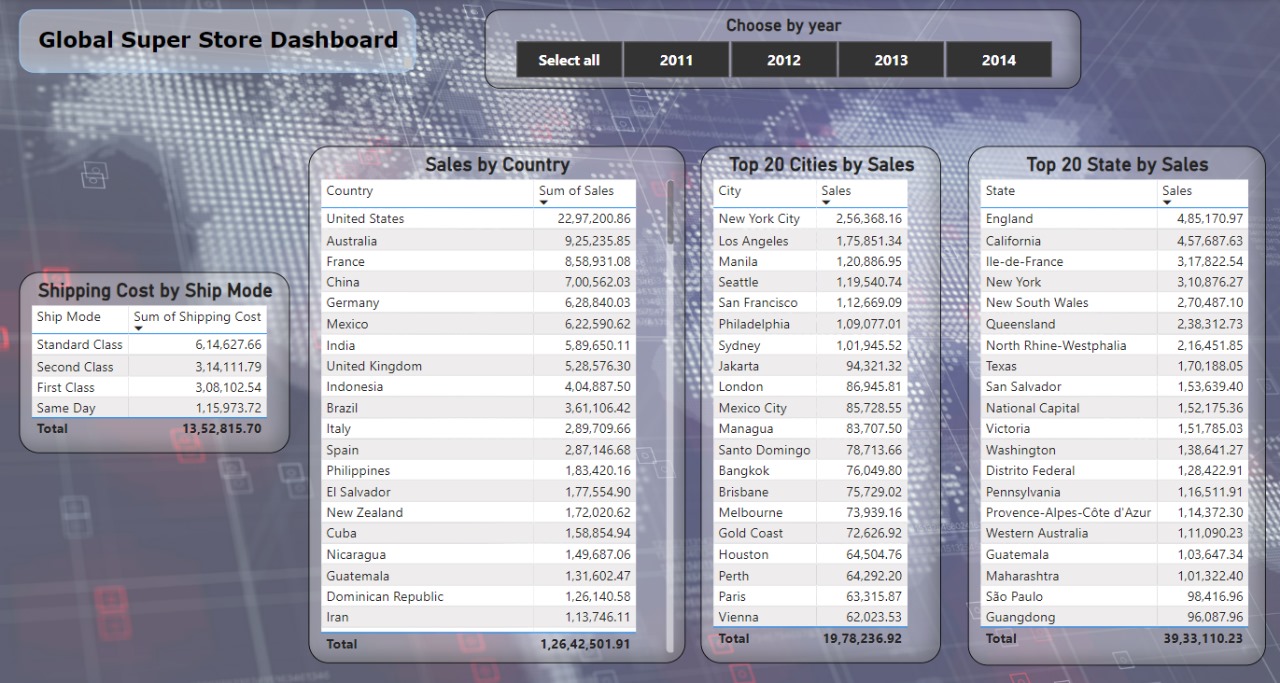 Global Super Store Dashboard
Choose by year
Select all 2011 2012 2013 2014
Shipping Cost by Ship Mode
Ship Mode Sum of Shipping Cost
Standard Class 6,14,627.66
Second Class 3,14,111.79
First Class 3,08,102.54
Same Day 1,15,973.72
Total 13,52,815.70
Sales by Country
Country Sum of Sales
United States 22,97,200.86
Australia 9,25,235.85
France 8,58,931.08
China 7,00,562.03
Germany 6,28,840.03
Mexico 6,22,590.62
India 5,89,650.11
United Kingdom 5,28,576.30
Indonesia 4,04,887.50
Brazil 3,61,106.42
Italy 2,89,709.66
Spain 2,87,146.68
Philippines 1,83,420.16
El Salvador 1,77,554.90
New Zealand 1,72,020.62
Cuba 1,58,854.94
Nicaragua 1,49,687.06
Guatemala 1,31,602.47
Dominican Republic 1,26,140.58
Iran 1,13,746.11
Total 1,26,42,501.91
Top 20 Cities by Sales
City Sales
New York City 2,56,368.16
Los Angeles 1,75,851.34
Manila 1,20,886.95
Seattle 1,19,540.74
San Francisco 1,12,669.09
Philadelphia 1,09,077.01
Sydney 1,01,945.52
Jakarta 94,321.32
London 86,945.81
Mexico City 85,728.55
Managua 83,707.50
Santo Domingo 78,713.66
Bangkok 76,049.80
Brisbane 75,729.02
Melbourne 73,939.16
Gold Coast 72,626.92
Houston 64,504.76
Perth 64,292.20
Paris 63,315.87
Vienna 62,023.53
Total 19,78,236.92
Top 20 State by Sales
State Sales
England 4,85,170.97
California 4,57,687.63
Ile-de-France 3,17,822.54
New York 3,10,876.27
New South Wales 2,70,487.10
Queensland 2,38,312.73
North Rhine-Westphalia 2,16,451.85
Texas 1,70,188.05
San Salvador 1,53,639.40
National Capital 1,52,175.36
Victoria 1,51,785.03
Washington 1,38,641.27
Distrito Federal 1,28,422.91
Pennsylvania 1,16,511.91
Provence-Alpes-Côte d'Azur 1,14,372.30
Western Australia 1,11,090.23
Guatemala 1,03,647.34
Maharashtra 1,01,322.40
São Paulo 98,416.96
Guangdong 96,087.96
Total 39,33,110.23